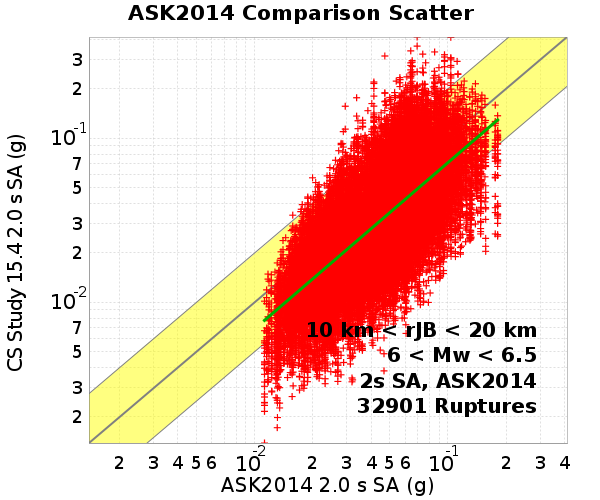 ASK2014 Comparison Scatter
CS Study 15.4 2.0 s SA (g)
3
2
10-1
7
5
3
2
10-2
7
5
3
2
10 km < rJB < 20 km
6 < Mw < 6.5
2s SA, ASK2014
32901 Ruptures
2 3 4 5 6 10-2 2 3 4 5 6 10-1 2 3 4
ASK2014 2.0 s SA (g)